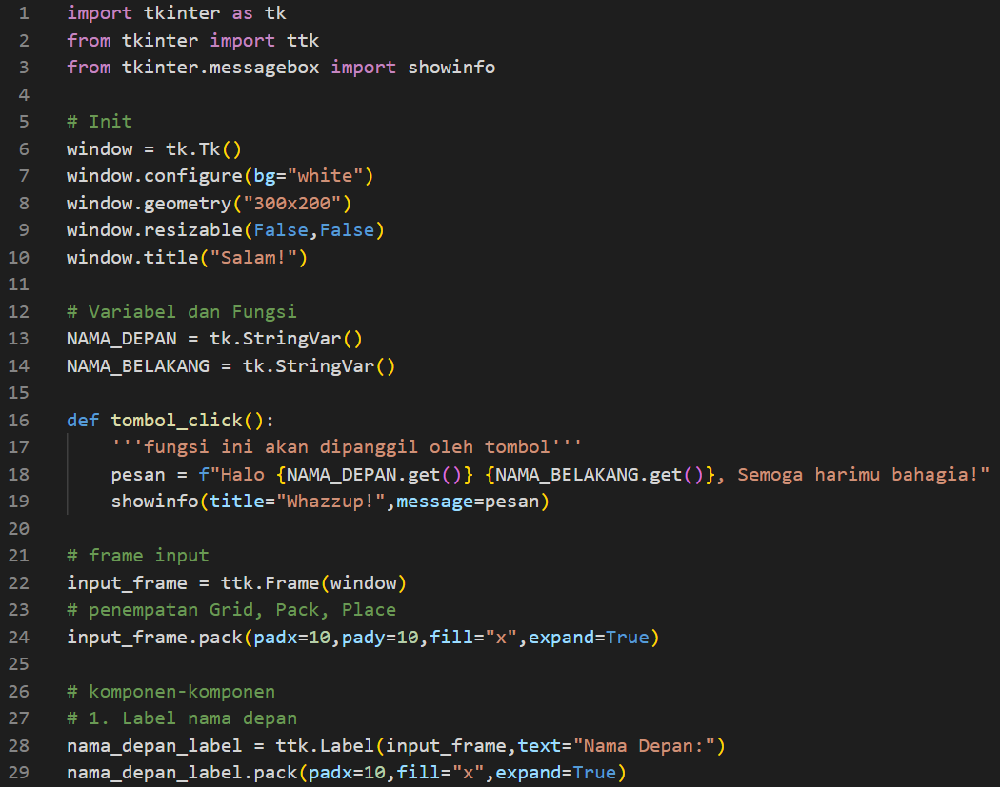 1 import tkinter as tk
2 from tkinter import ttk
3 from tkinter.messagebox import showinfo
4
5 # Init
6 window = tk.Tk()
7 window.configure(bg="white")
8 window.geometry("300x200")
9 window.resizable(False,False)
10 window.title("Salam!")
11
12 # Variabel dan Fungsi
13 NAMA_DEPAN = tk.StringVar()
14 NAMA_BELAKANG = tk.StringVar()
15
16 def tombol_click():
17     '''fungsi ini akan dipanggil oleh tombol'''
18     pesan = f"Halo {NAMA_DEPAN.get()} {NAMA_BELAKANG.get()}, Semoga harimu bahagia!"
19     showinfo(title="Whazzup!",message=pesan)
20
21 # frame input
22 input_frame = ttk.Frame(window)
23 # penempatan Grid, Pack, Place
24 input_frame.pack(padx=10,pady=10,fill="x",expand=True)
25
26 # komponen-komponen
27 # 1. Label nama depan
28 nama_depan_label = ttk.Label(input_frame,text="Nama Depan:")
29 nama_depan_label.pack(padx=10,fill="x",expand=True)